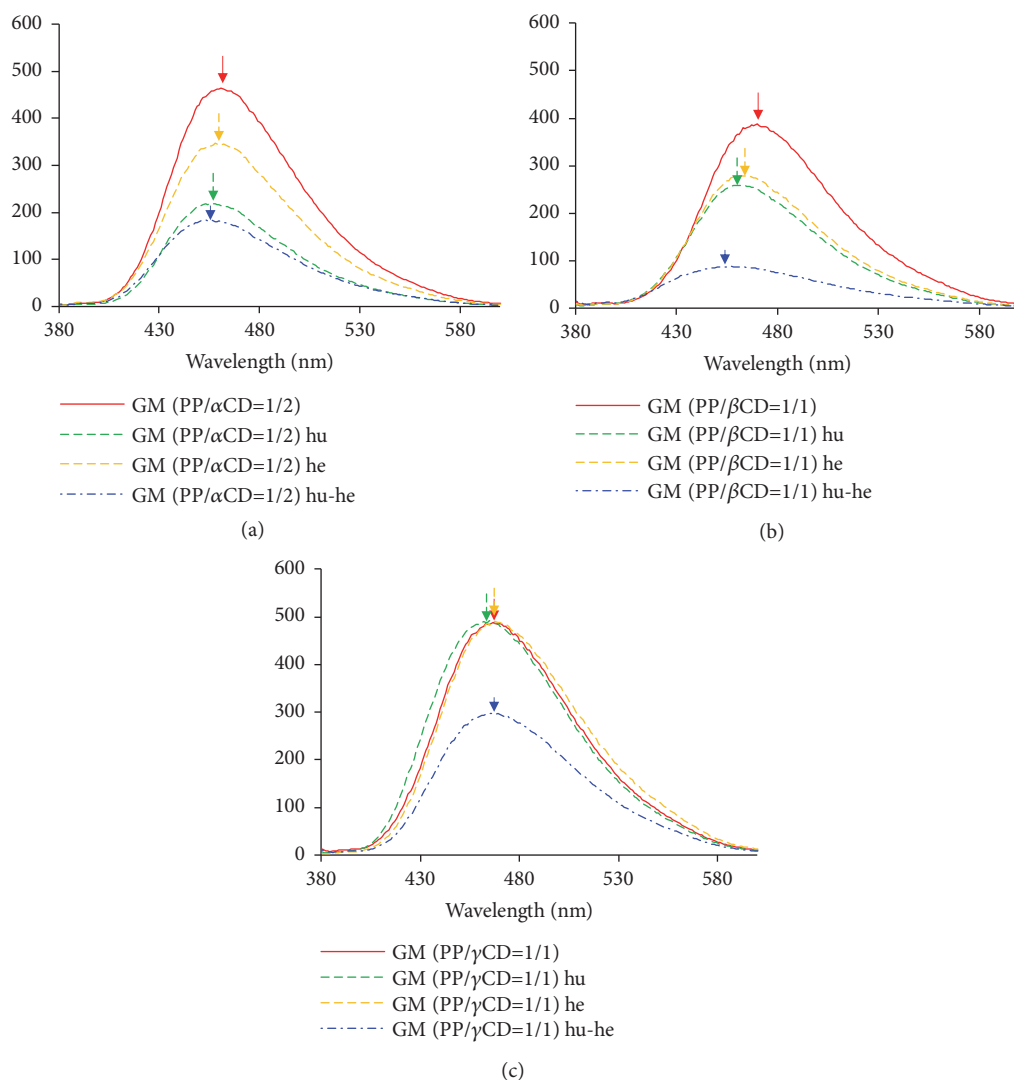 600
500
400
300
200
100
0
380 430 480 530 580
Wavelength (nm)
GM (PP/αCD=1/2)
GM (PP/αCD=1/2) hu
GM (PP/αCD=1/2) he
GM (PP/αCD=1/2) hu-he
(a)
600
500
400
300
200
100
0
380 430 480 530 580
Wavelength (nm)
GM (PP/βCD=1/1)
GM (PP/βCD=1/1) hu
GM (PP/βCD=1/1) he
GM (PP/βCD=1/1) hu-he
(b)
600
500
400
300
200
100
0
380 430 480 530 580
Wavelength (nm)
GM (PP/γCD=1/1)
GM (PP/γCD=1/1) hu
GM (PP/γCD=1/1) he
GM (PP/γCD=1/1) hu-he
(c)